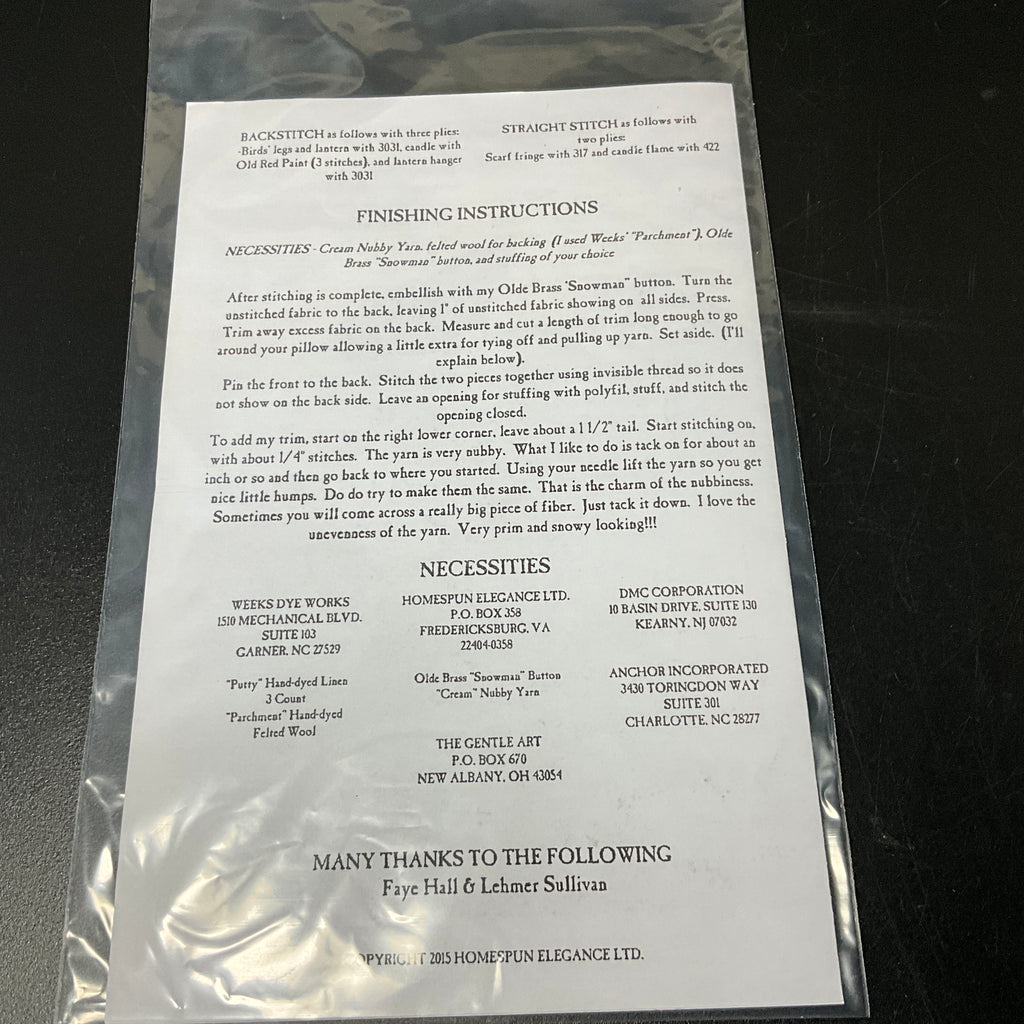 BACKSTITCH as follows with three plies:
-Birds' legs and lantern with 3031, candle with
Old Red Paint (3 stitches), and lantern hanger
with 3031
STRAIGHT STITCH as follows with
two plies:
Scarf fringe with 317 and candle flame with 422
FINISHING INSTRUCTIONS
NECESSITIES - Cream Nubby Yarn, felted wool for backing (I used Weeks' "Parchment"), Olde
Brass "Snowman" button, and stuffing of your choice
After stitching is complete, embellish with my Olde Brass 'Snowman" button. Turn the
unstitched fabric to the back, leaving 1" of unstitched fabric showing on all sides. Press.
Trim away excess fabric on the back. Measure and cut a length of trim long enough to go
around your pillow allowing a little extra for tying off and pulling up yarn. Set aside. (I'll
explain below).
Pin the front to the back. Stitch the two pieces together using invisible thread so it does
not show on the back side. Leave an opening for stuffing with polyfil, stuff, and stitch the
opening closed.
To add my trim, start on the right lower corner, leave about a 1 1/2" tail. Start stitching on,
with about 1/4" stitches. The yarn is very nubby. What I like to do is tack on for about an
inch or so and then go back to where you started. Using your needle lift the yarn so you get
nice little humps. Do do try to make them the same. That is the charm of the nubbiness.
Sometimes you will come across a really big piece of fiber. Just tack it down. I love the
unevenness of the yarn. Very prim and snowy looking!!!
NECESSITIES
WEEKS DYE WORKS
1510 MECHANICAL BLVD.
SUITE 103
GARNER, NC 27529
"Putty" Hand-dyed Linen
3 Count
"Parchment" Hand-dyed
Felted Wool
HOMESPUN ELEGANCE LTD.
P.O. BOX 358
FREDERICKSBURG, VA
22404-0358
Olde Brass "Snowman" Button
"Cream" Nubby Yarn
THE GENTLE ART
P.O. BOX 670
NEW ALBANY, OH 43054
DMC CORPORATION
10 BASIN DRIVE, SUITE 130
KEARNY, NJ 07032
ANCHOR INCORPORATED
3430 TORINGDON WAY
SUITE 301
CHARLOTTE, NC 28277
MANY THANKS TO THE FOLLOWING
Faye Hall & Lehmer Sullivan
OPYRIGHT 2015 HOMESPUN ELEGANCE LTD.